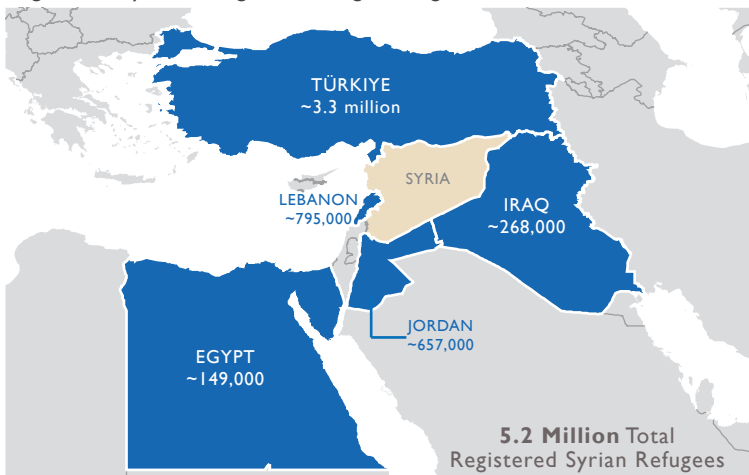 TÜRKIYE
~3.3 million
SYRIA
LEBANON
~795,000
IRAQ
~268,000
JORDAN
~657,000
EGYPT
~149,000
5.2 Million Total
Registered Syrian Refugees